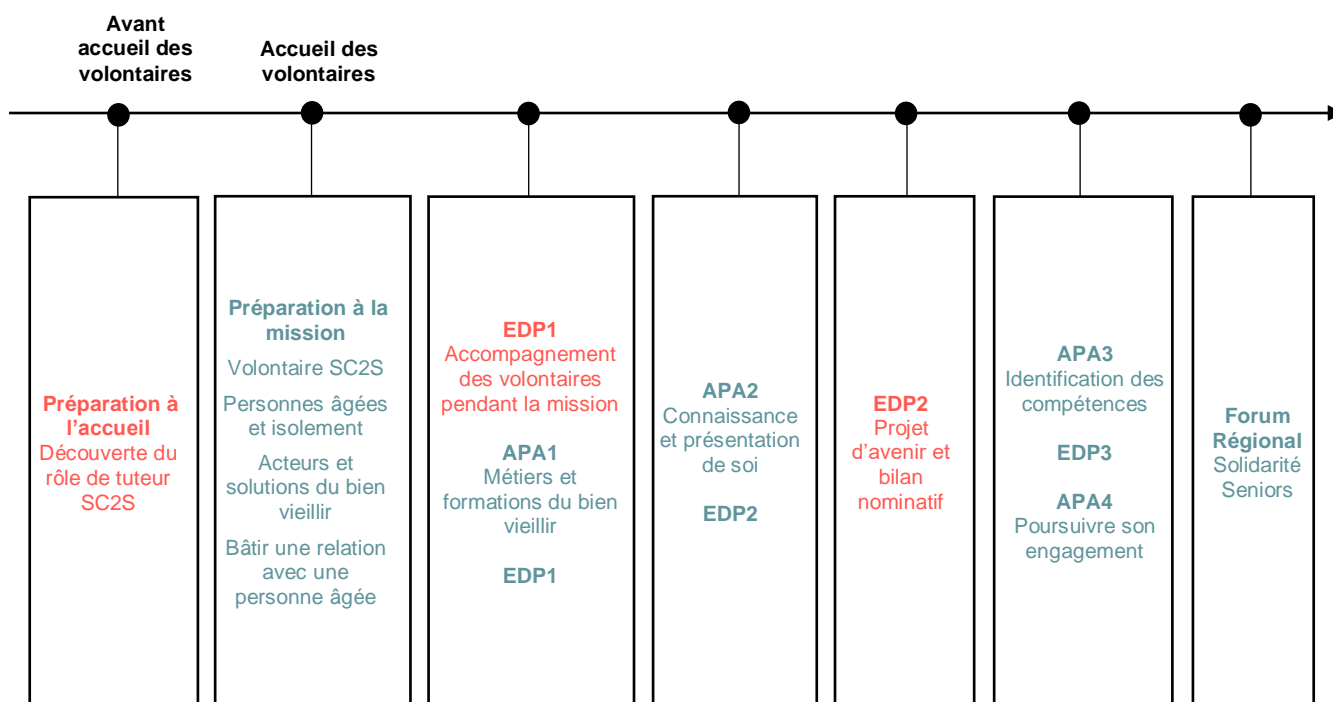 Avant
accueil des
volontaires
Accueil des
volontaires
Préparation à
l'accueil
Découverte du
rôle de tuteur
SC2S
Préparation à la
mission
Volontaire SC2S
Personnes âgées
et isolement
Acteurs et
solutions du bien
vieillir
Bâtir une relation
avec une
personne âgée
EDP1
Accompagnement
des volontaires
pendant la mission
APA1
Métiers et
formations du bien
vieillir
EDP1
APA2
Connaissance
et présentation
de soi
EDP2
EDP2
Projet
d'avenir et
bilan
nominatif
APA3
Identification des
compétences
EDP3
APA4
Poursuivre son
engagement
Forum
Régional
Solidarité
Seniors